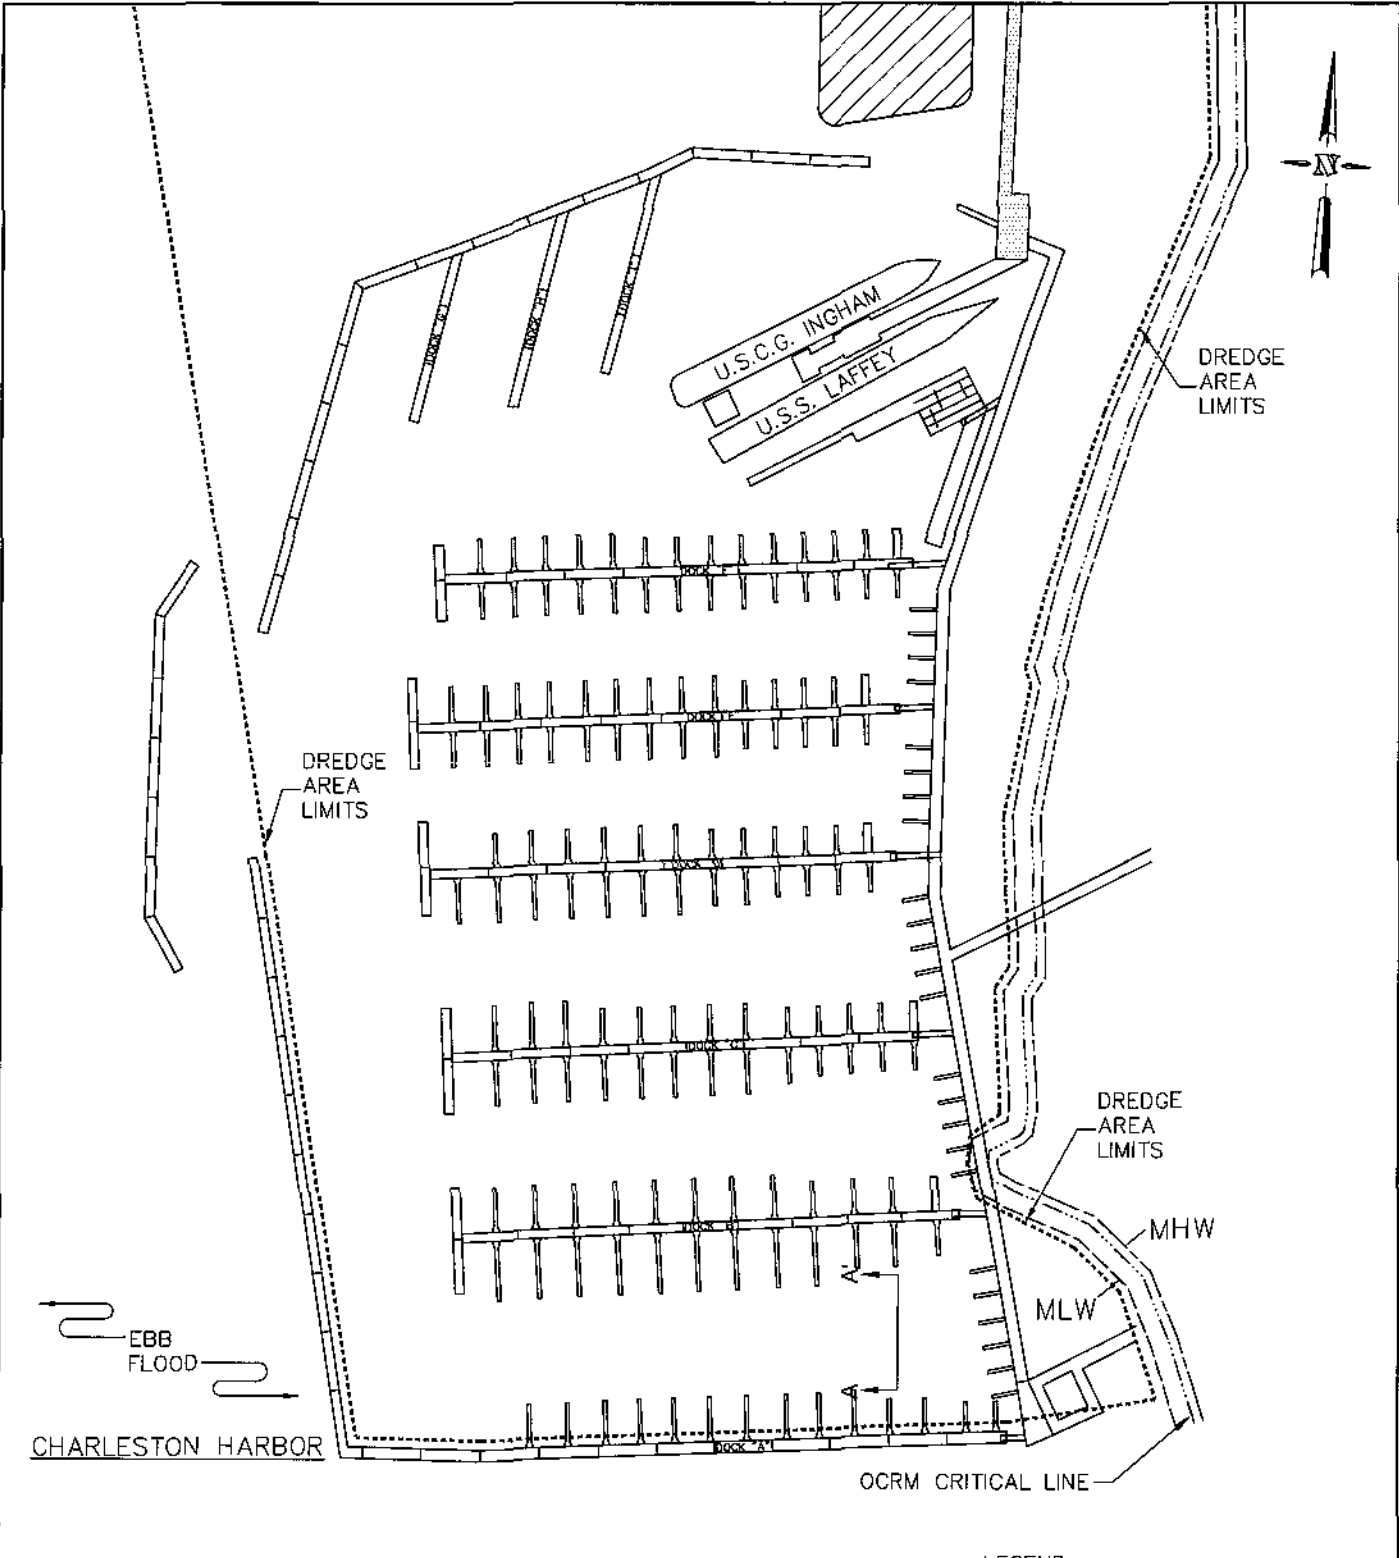 N
U.S.C.G. INGHAM
U.S.S. LAFFEY
DREDGE
AREA
LIMITS
DREDGE
AREA
LIMITS
DREDGE
AREA
LIMITS
MHW
MLW
A'
A
EBB
FLOOD
CHARLESTON HARBOR
DOCK "A"
OCRM CRITICAL LINE